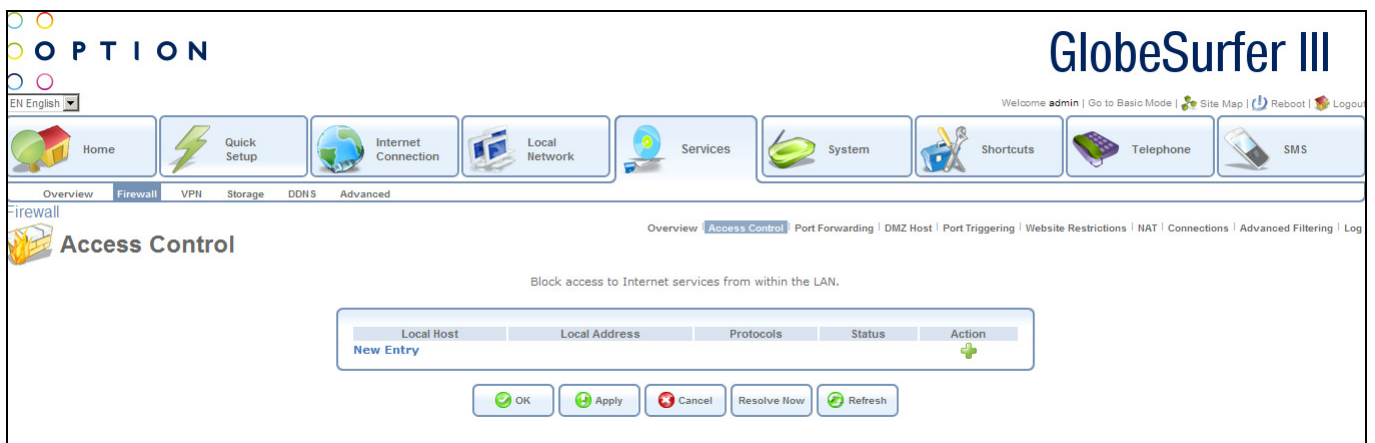 OPTION
GlobeSurfer III
EN English
Welcome admin | Go to Basic Mode | Site Map | Reboot | Logout
Home
Quick Setup
Internet Connection
Local Network
Services
System
Shortcuts
Telephone
SMS
Overview Firewall VPN Storage DDNS Advanced
Firewall
Access Control
Overview | Access Control | Port Forwarding | DMZ Host | Port Triggering | Website Restrictions | NAT | Connections | Advanced Filtering | Log
Block access to Internet services from within the LAN.
Local Host Local Address Protocols Status Action
New Entry
OK Apply Cancel Resolve Now Refresh